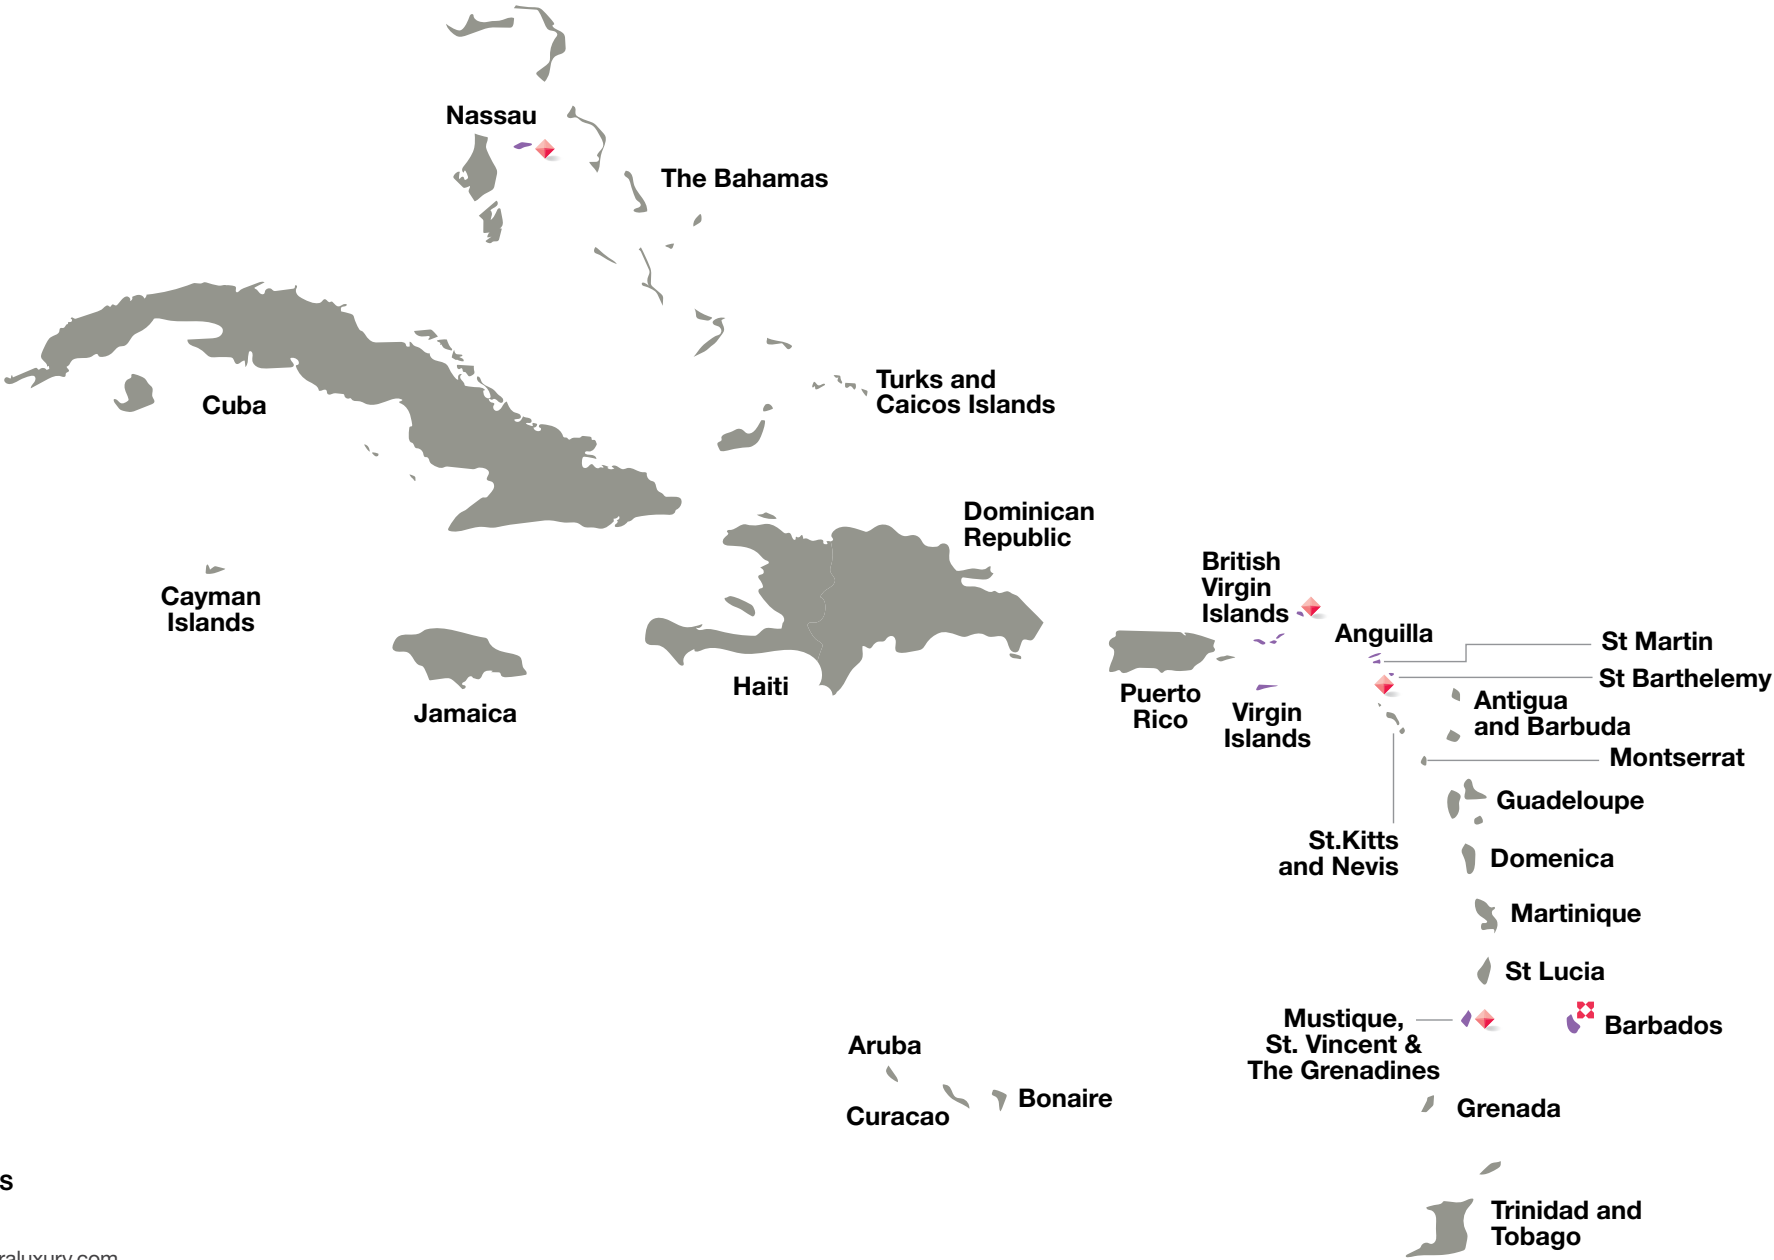 Nassau
The Bahamas
Turks and
Caicos Islands
Cuba
Dominican
Republic
British
Virgin
Islands
Cayman
Islands
Anguilla
St Martin
St Barthelemy
Haiti
Puerto
Rico
Virgin
Islands
Antigua
and Barbuda
Jamaica
Montserrat
Guadeloupe
St.Kitts
and Nevis
Domenica
Martinique
St Lucia
Mustique,
St. Vincent &
The Grenadines
Barbados
Aruba
Curacao
Bonaire
Grenada
s
Trinidad and
Tobago
raluxury.com